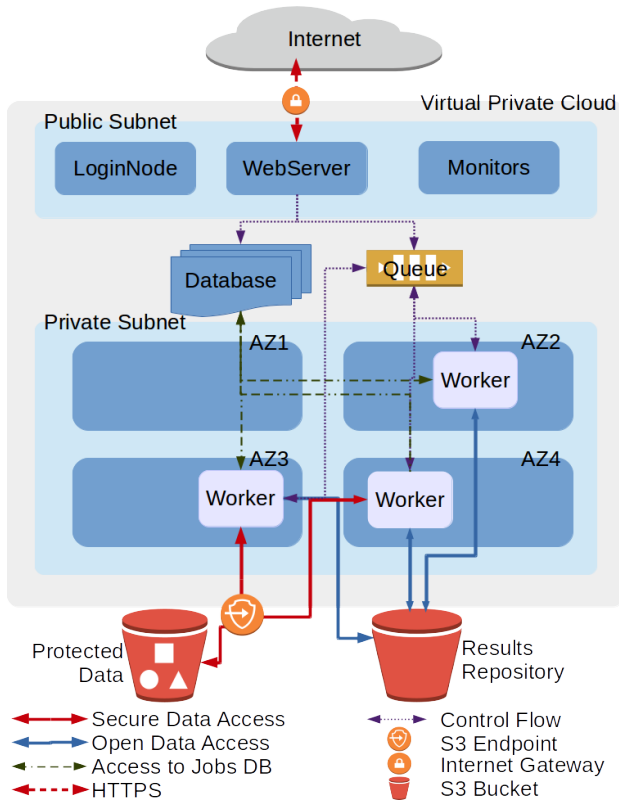 Internet
Virtual Private Cloud
Public Subnet
LoginNode
WebServer
Monitors
Database
Queue
Private Subnet
AZ1
AZ2
Worker
AZ3
AZ4
Worker
Worker
Protected
Data
Results
Repository
Secure Data Access
Open Data Access
Access to Jobs DB
HTTPS
Control Flow
S3 Endpoint
Internet Gateway
S3 Bucket